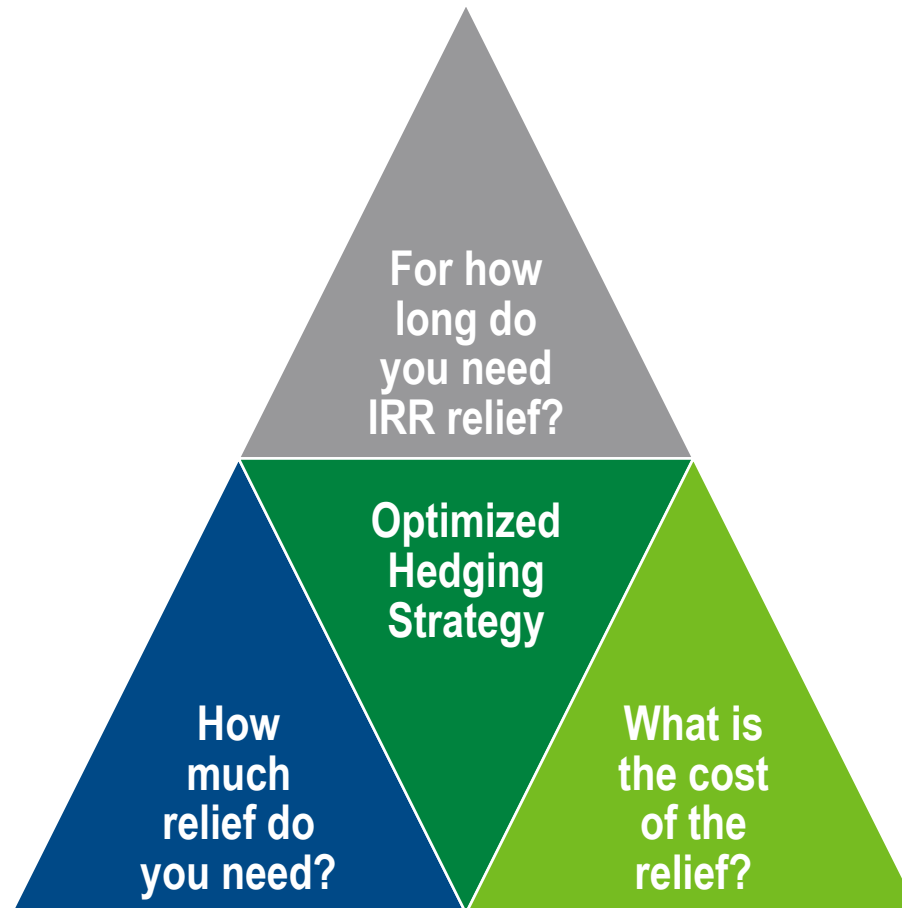 For how
long do
you need
IRR relief?
Optimized
Hedging
Strategy
How
much
relief do
you need?
What is
the cost
of the
relief?